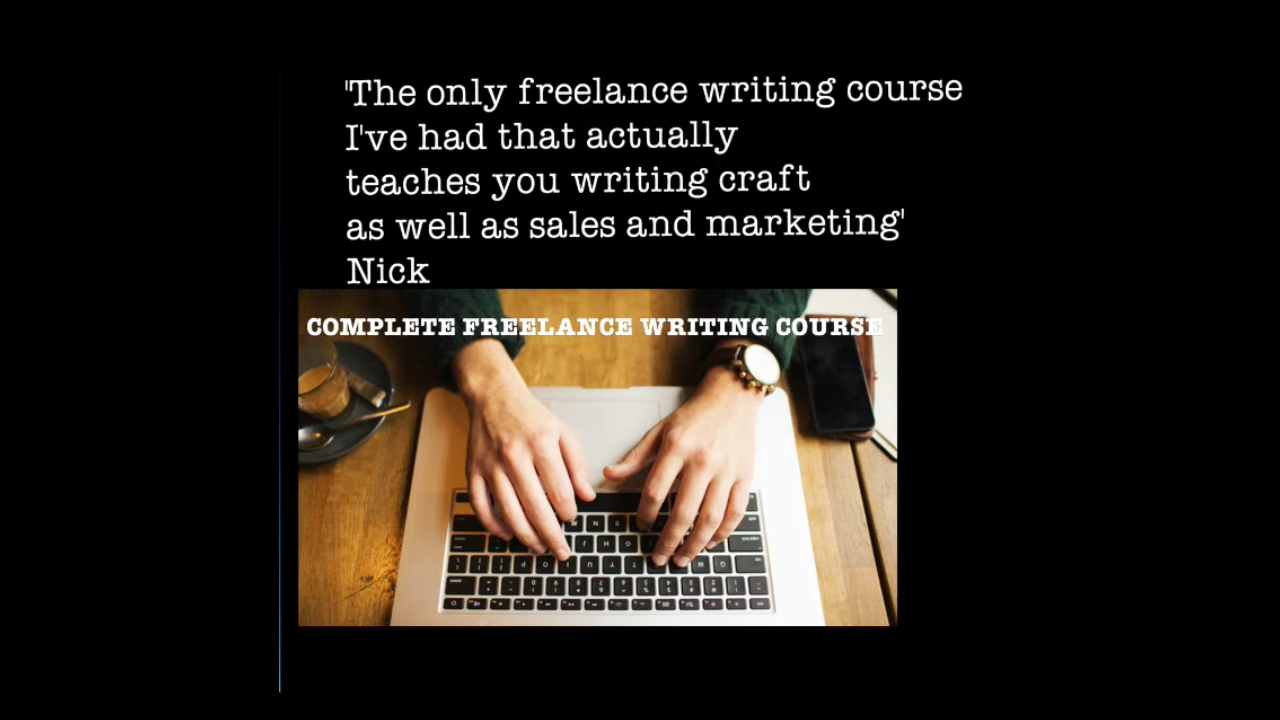 'The only freelance writing course
I've had that actually
teaches you writing craft
as well as sales and marketing'
Nick
COMPLETE FREELANCE WRITING COURSE